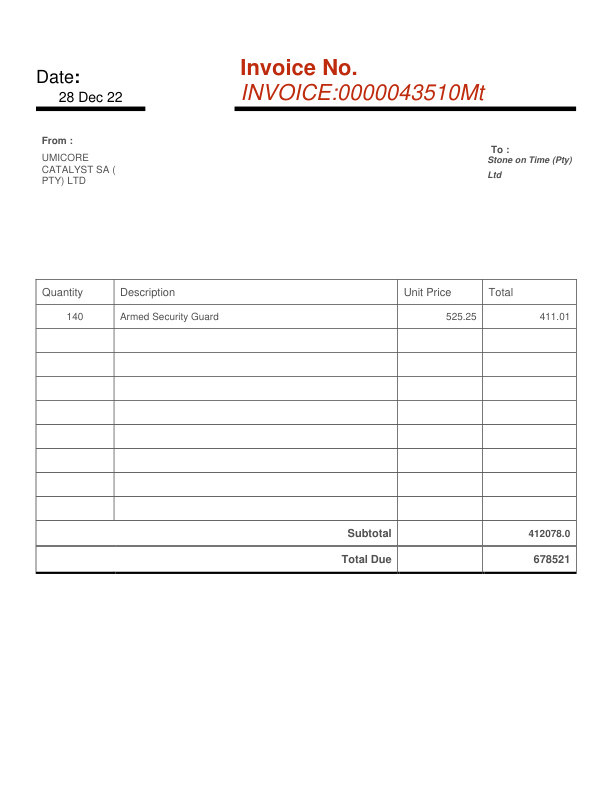 Date:
28 Dec 22
Invoice No.
INVOICE:0000043510Mt
From :
UMICORE
CATALYST SA (
PTY) LTD
To :
Stone on Time (Pty)
Ltd
Quantity Description Unit Price Total
140 Armed Security Guard 525.25 411.01
Subtotal 412078.0
Total Due 678521